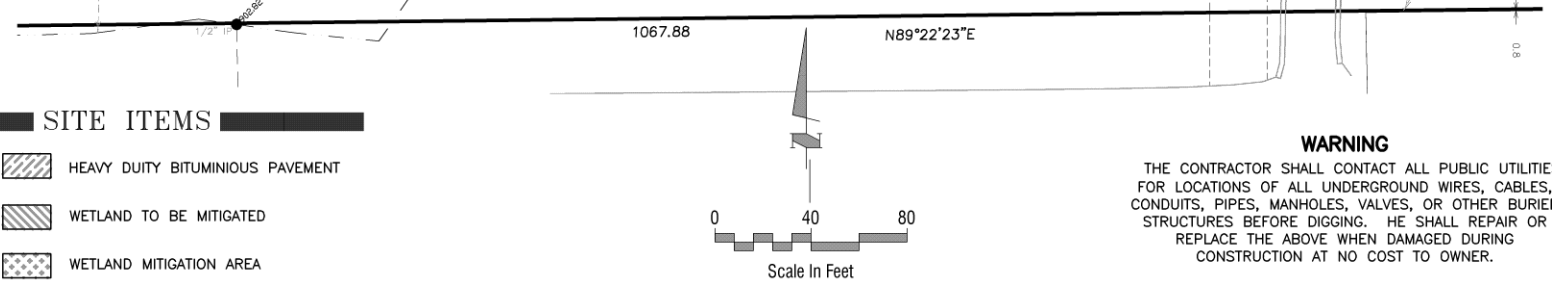 902.82
1/2" IP
1067.88
N89°22'23"E
0.8
SITE ITEMS
HEAVY DUITY BITUMINIOUS PAVEMENT
WETLAND TO BE MITIGATED
WETLAND MITIGATION AREA
0 40 80
Scale In Feet
WARNING
THE CONTRACTOR SHALL CONTACT ALL PUBLIC UTILITIE
FOR LOCATIONS OF ALL UNDERGROUND WIRES, CABLES,
CONDUITS, PIPES, MANHOLES, VALVES, OR OTHER BURIE
STRUCTURES BEFORE DIGGING. HE SHALL REPAIR OR
REPLACE THE ABOVE WHEN DAMAGED DURING
CONSTRUCTION AT NO COST TO OWNER.